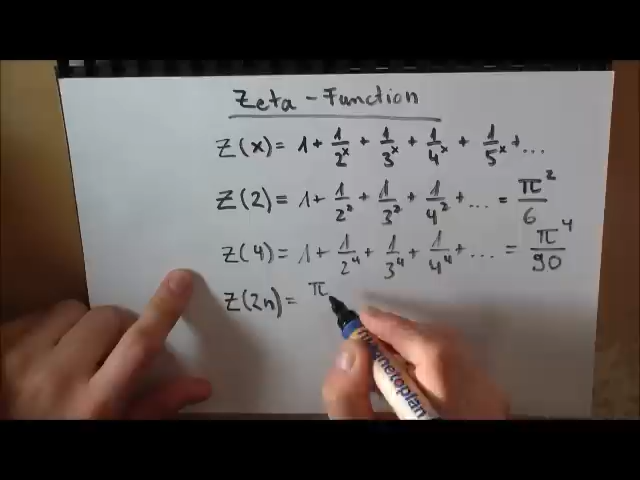 Zeta-Function
Z(x) = 1 + 1/2^x + 1/3^x + 1/4^x + 1/5^x + ...
Z(2) = 1 + 1/2^2 + 1/3^2 + 1/4^2 + ... = π^2/6
Z(4) = 1 + 1/2^4 + 1/3^4 + 1/4^4 + ... = π^4/90
Z(2n) = π
magnetoplan